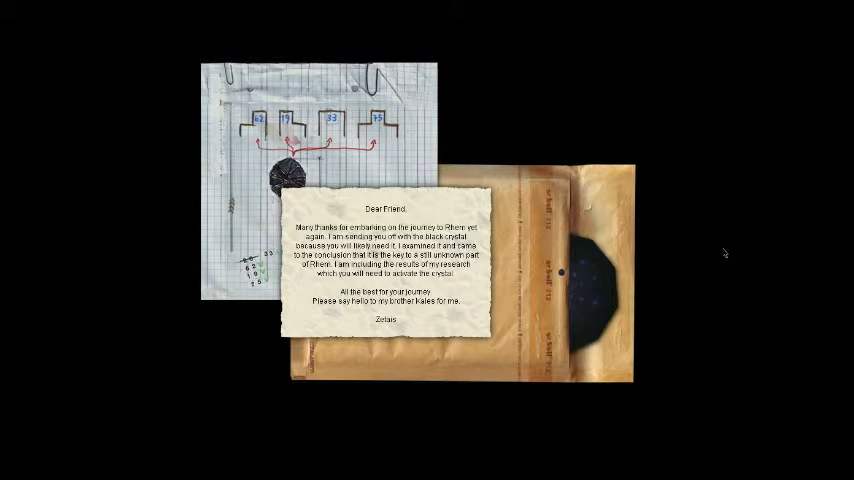 62 19 33 75
Dear Friend,
Many thanks for embarking on the journey to Rhem yet
again. I am sending you off with the black crystal
because you will likely need it. I examined it and came
to the conclusion that it is the key to a still unknown part
of Rhem. I am including the results of my research
which you will need to activate the crystal.
All the best for your journey.
Please say hello to my brother Kales for me.
Zetais
33
62
19
75